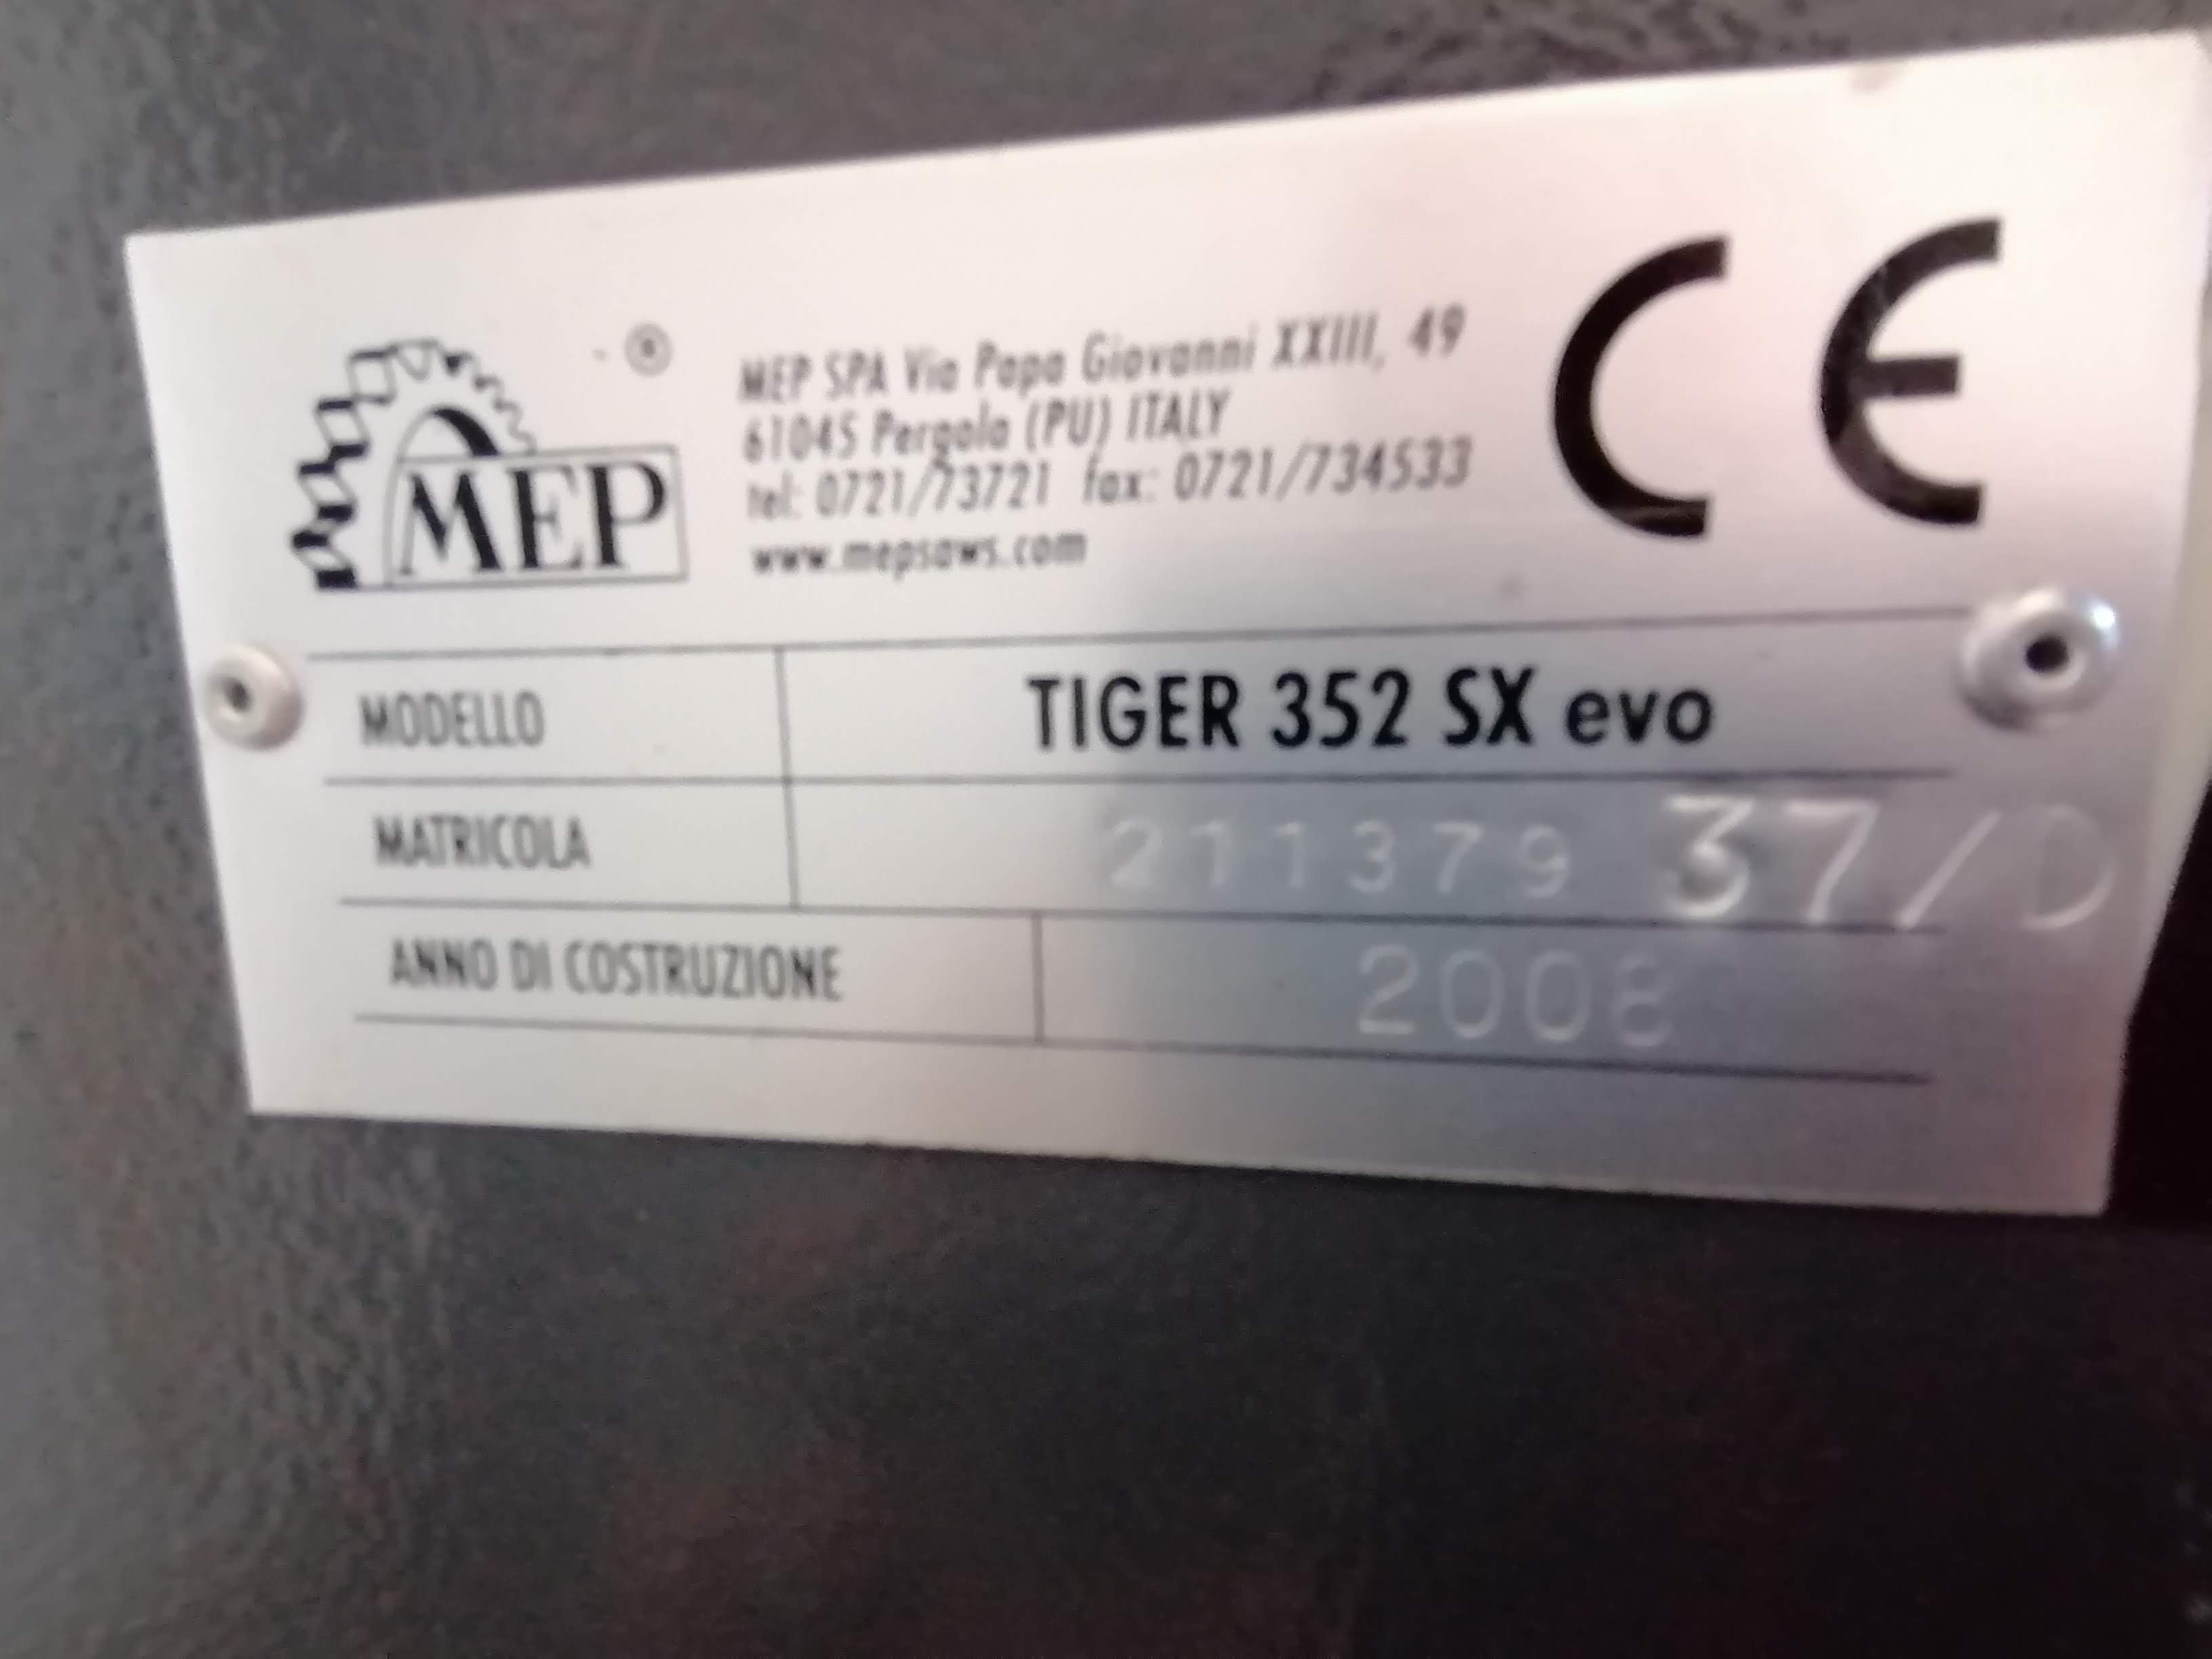 ®
MEP
MEP SPA Via Papa Giovanni XXIII, 49
61045 Pergola (PU) ITALY
tel: 0721/73721 fax: 0721/734533
www.mepsaws.com
CE
MODELLO TIGER 352 SX evo
MATRICOLA 211379 37/D
ANNO DI COSTRUZIONE 2008